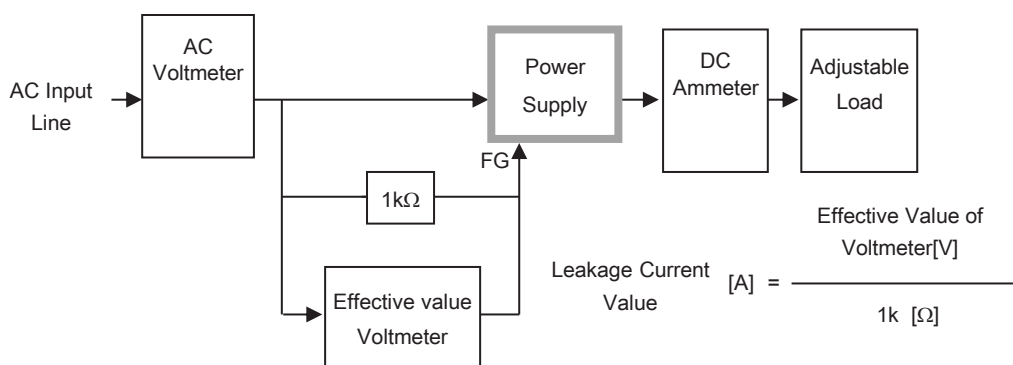 AC
Voltmeter
AC Input
Line
Power
Supply
DC
Ammeter
Adjustable
Load
FG
1kΩ
Effective value
Voltmeter
Leakage Current
Value
[A] =
Effective Value of
Voltmeter[V]
1k [Ω]